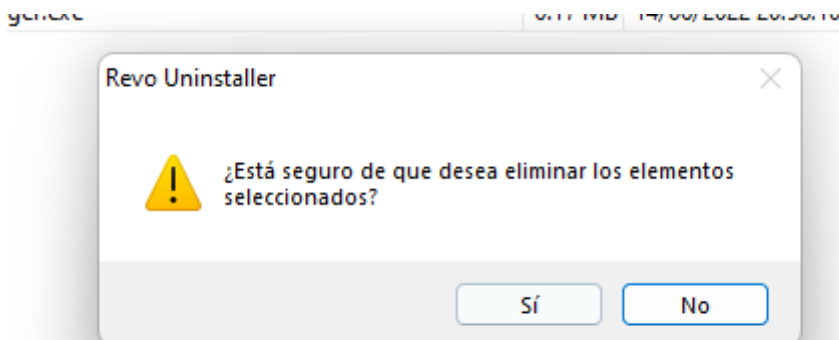 Revo Uninstaller
¿Está seguro de que desea eliminar los elementos
seleccionados?
Sí
No